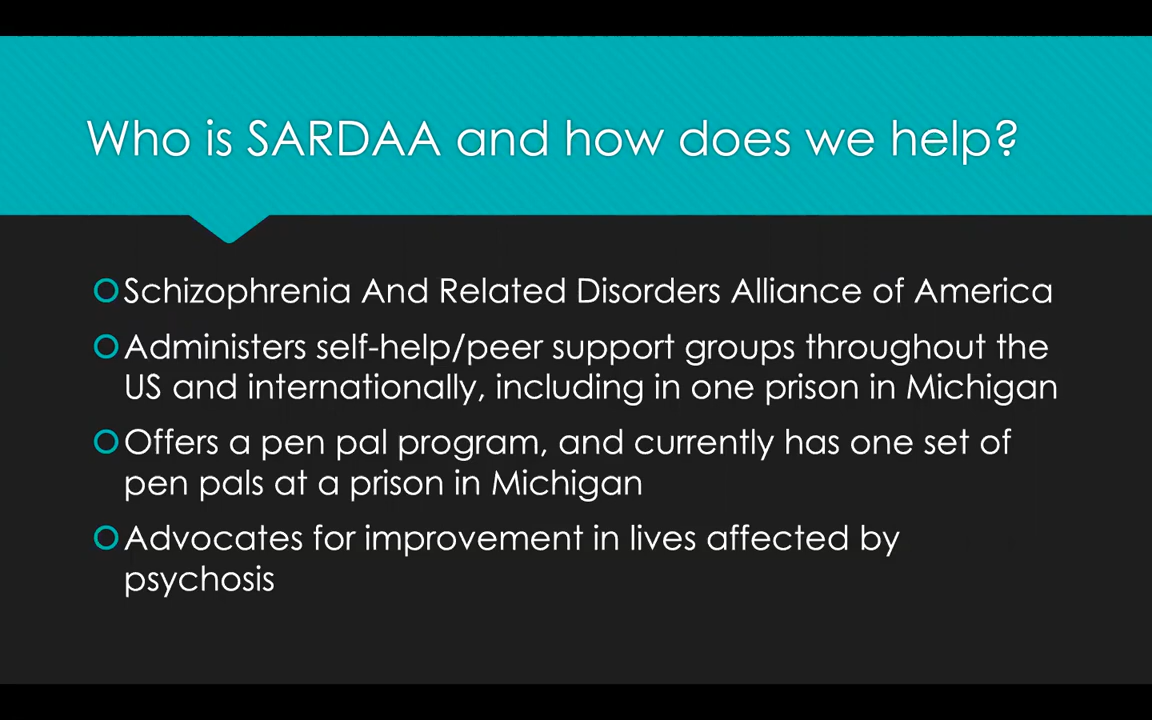 Who is SARDAA and how does we help?
Schizophrenia And Related Disorders Alliance of America
Administers self-help/peer support groups throughout the
US and internationally, including in one prison in Michigan
Offers a pen pal program, and currently has one set of
pen pals at a prison in Michigan
Advocates for improvement in lives affected by
psychosis